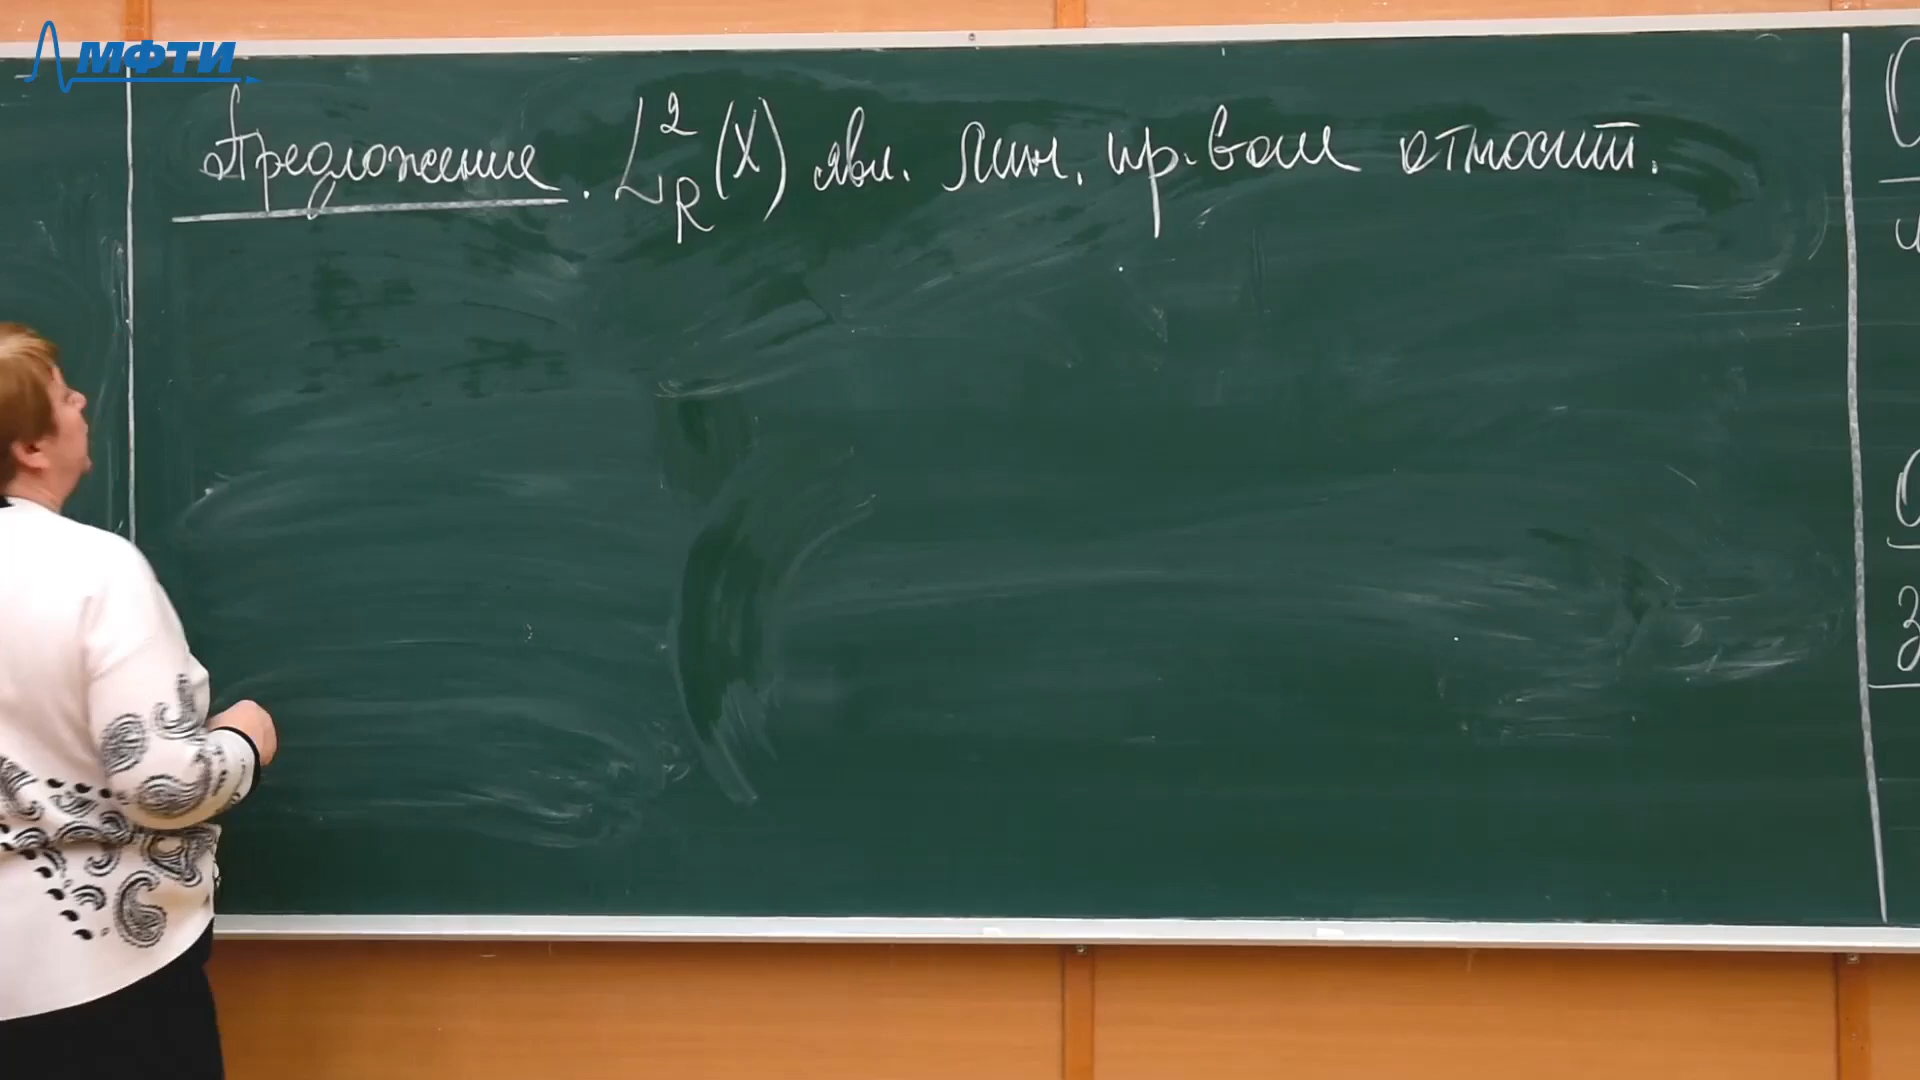 МФТИ
Предложение. L²_R(X) явл. Лин. пр-вом относит.